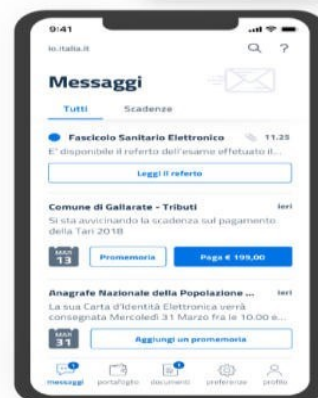 9:41
io.italia.it
?
Messaggi
Tutti Scadenze
Fascicolo Sanitario Elettronico 11.25
E' disponibile il referto dell'esame effetuato il...
Leggi il referto
Comune di Gallarate - Tributi ieri
Si sta avvicinando la scadenza sul pagamento
della Tari 2018
MAR
13
Promemoria Paga € 199,00
Anagrafe Nazionale della Popolazione ... ieri
La sua Carta d'Identità Elettronica verrà
consegnata Mercoledì 31 Marzo fra le 10.00 e...
MAR
31
Aggiungi un promemoria
messaggi portafoglio documenti preferenze profilo